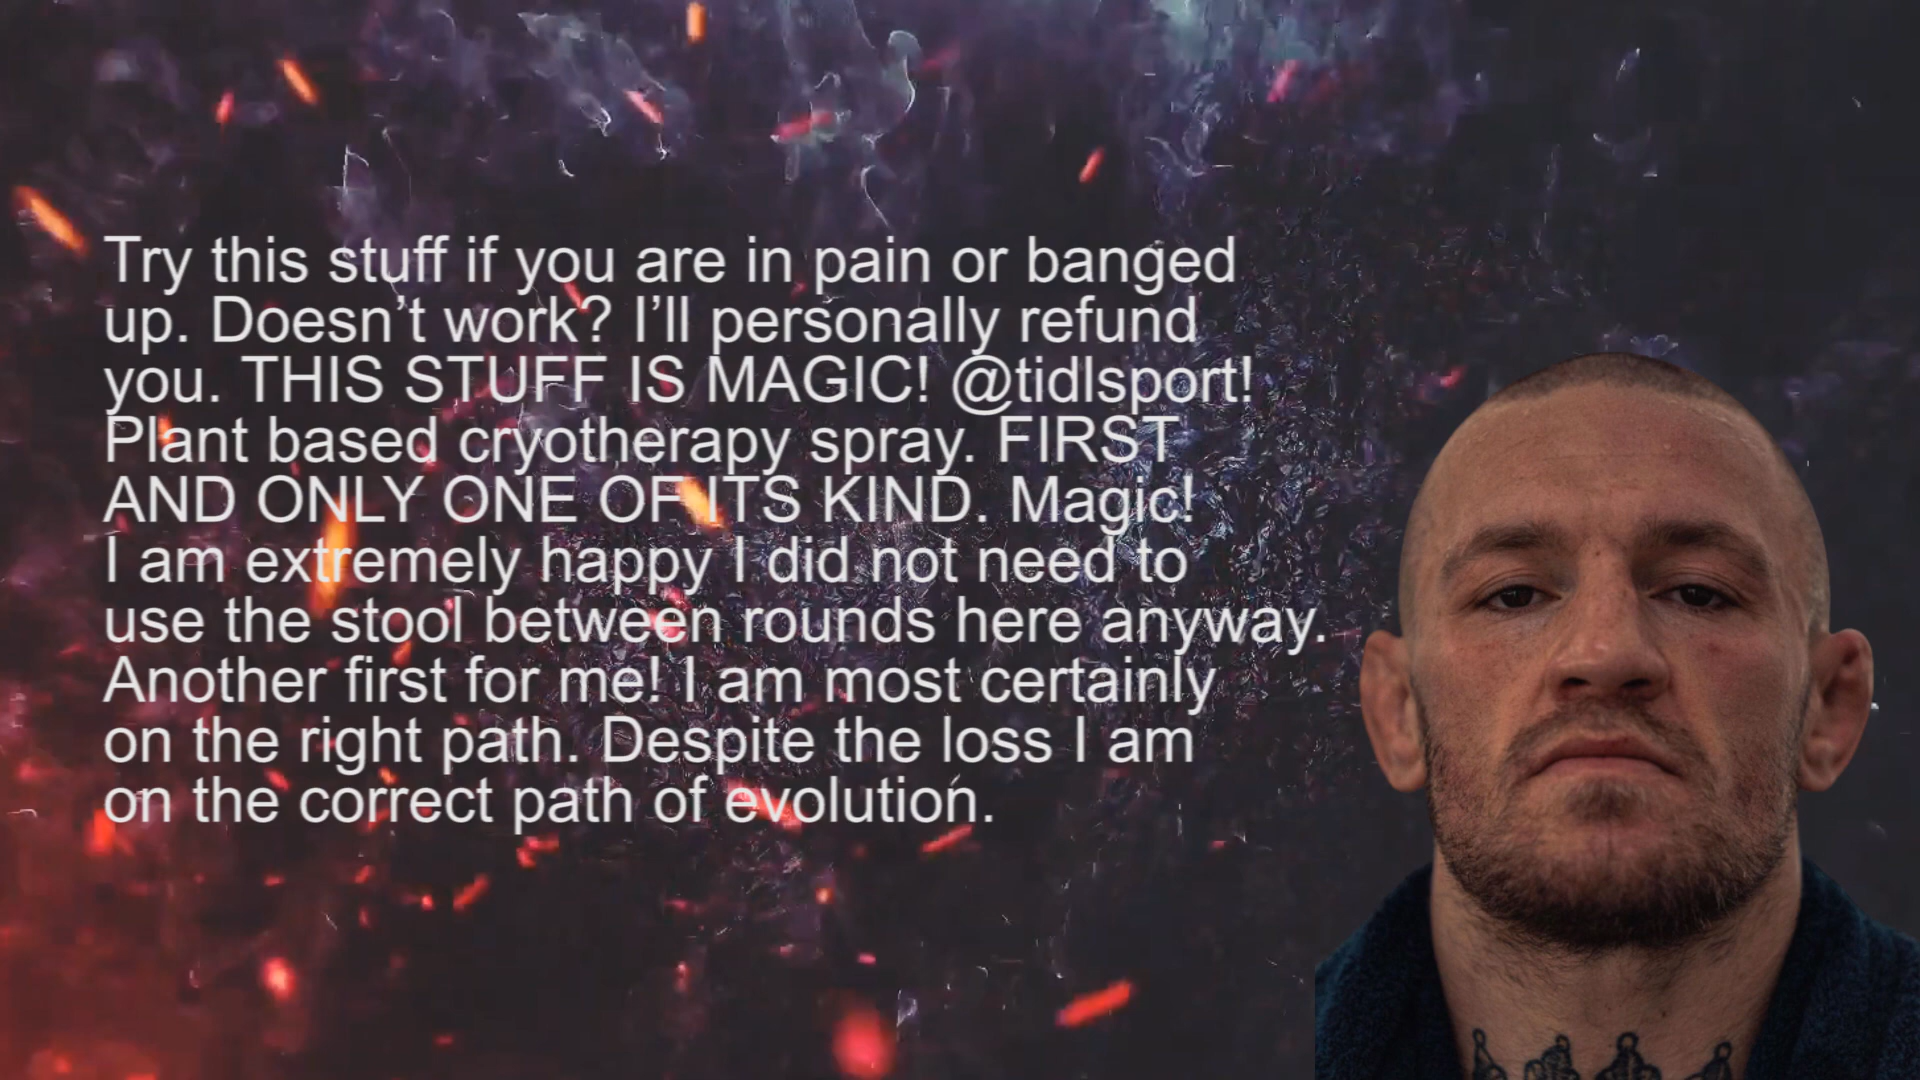 Try this stuff if you are in pain or banged
up. Doesn’t work? I’ll personally refund
you. THIS STUFF IS MAGIC! @tidlsport!
Plant based cryotherapy spray. FIRST
AND ONLY ONE OF ITS KIND. Magic!
I am extremely happy I did not need to
use the stool between rounds here anyway.
Another first for me! I am most certainly
on the right path. Despite the loss I am
on the correct path of evolution.